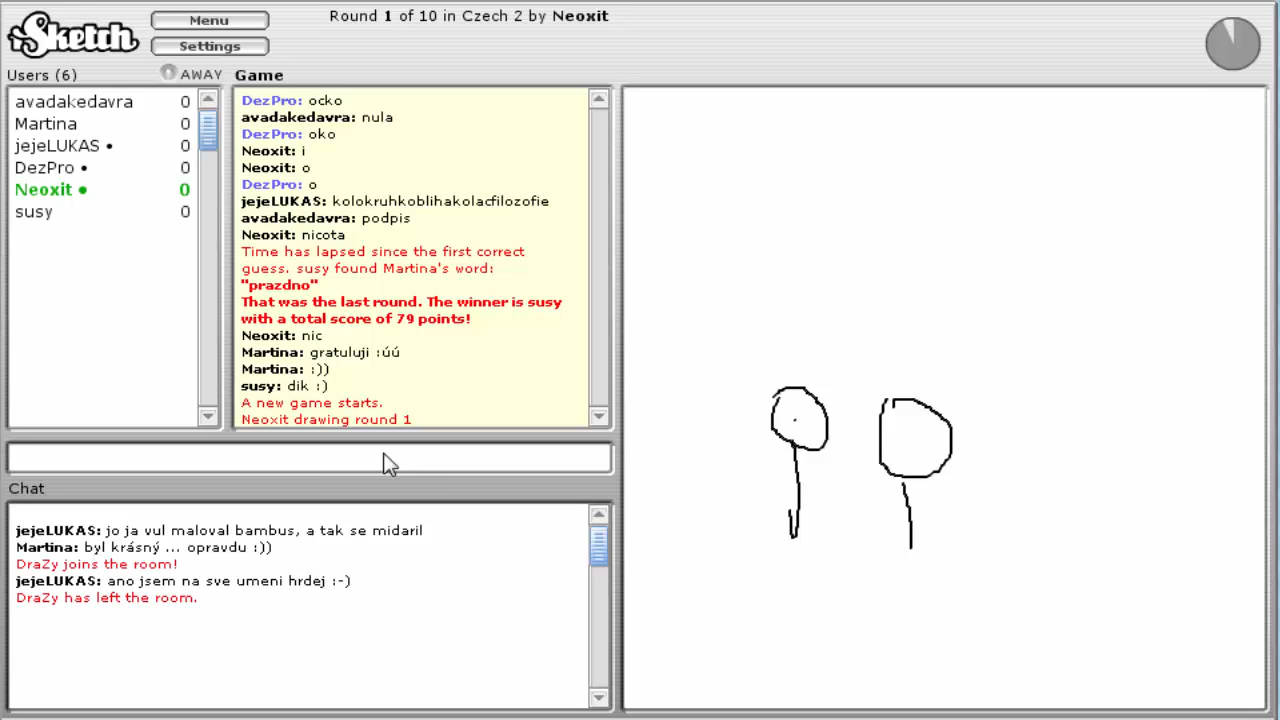 iSketch
Menu
Settings
Round 1 of 10 in Czech 2 by Neoxit
Users (6)
AWAY
avadakedavra 0
Martina 0
jejeLUKAS • 0
DezPro • 0
Neoxit • 0
susy 0
Game
DezPro: ocko
avadakedavra: nula
DezPro: oko
Neoxit: i
Neoxit: o
DezPro: o
jejeLUKAS: kolokruhkoblihakolacfilozofie
avadakedavra: podpis
Neoxit: nicota
Time has lapsed since the first correct
guess. susy found Martina's word:
"prazdno"
That was the last round. The winner is susy
with a total score of 79 points!
Neoxit: nic
Martina: gratuluji :úú
Martina: :))
susy: dik :)
A new game starts.
Neoxit drawing round 1
Chat
jejeLUKAS: jo ja vul maloval bambus, a tak se midaril
Martina: byl krásný ... opravdu :))
DraZy joins the room!
jejeLUKAS: ano jsem na sve umeni hrdej :-)
DraZy has left the room.